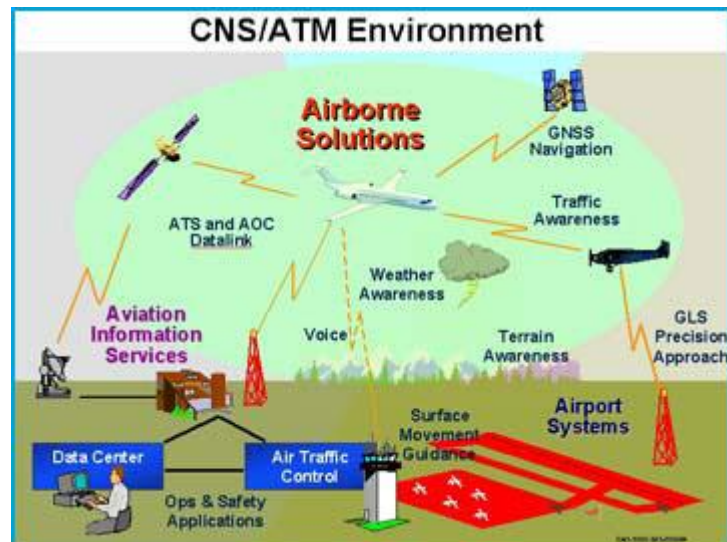 CNS/ATM Environment
Airborne
Solutions
GNSS
Navigation
Traffic
Awareness
ATS and AOC
Datalink
Weather
Awareness
Aviation
Information
Services
Voice
Terrain
Awareness
GLS
Precision
Approach
Surface
Movement
Guidance
Airport
Systems
Data Center
Air Traffic
Control
Ops & Safety
Applications